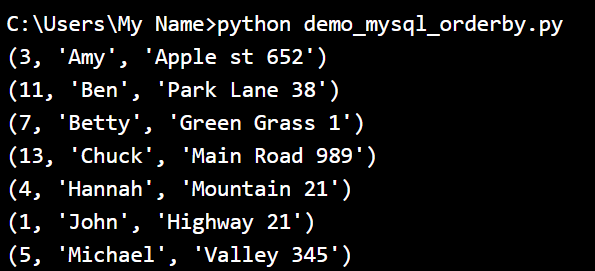 C:\Users\My Name>python demo_mysql_orderby.py
(3, 'Amy', 'Apple st 652')
(11, 'Ben', 'Park Lane 38')
(7, 'Betty', 'Green Grass 1')
(13, 'Chuck', 'Main Road 989')
(4, 'Hannah', 'Mountain 21')
(1, 'John', 'Highway 21')
(5, 'Michael', 'Valley 345')